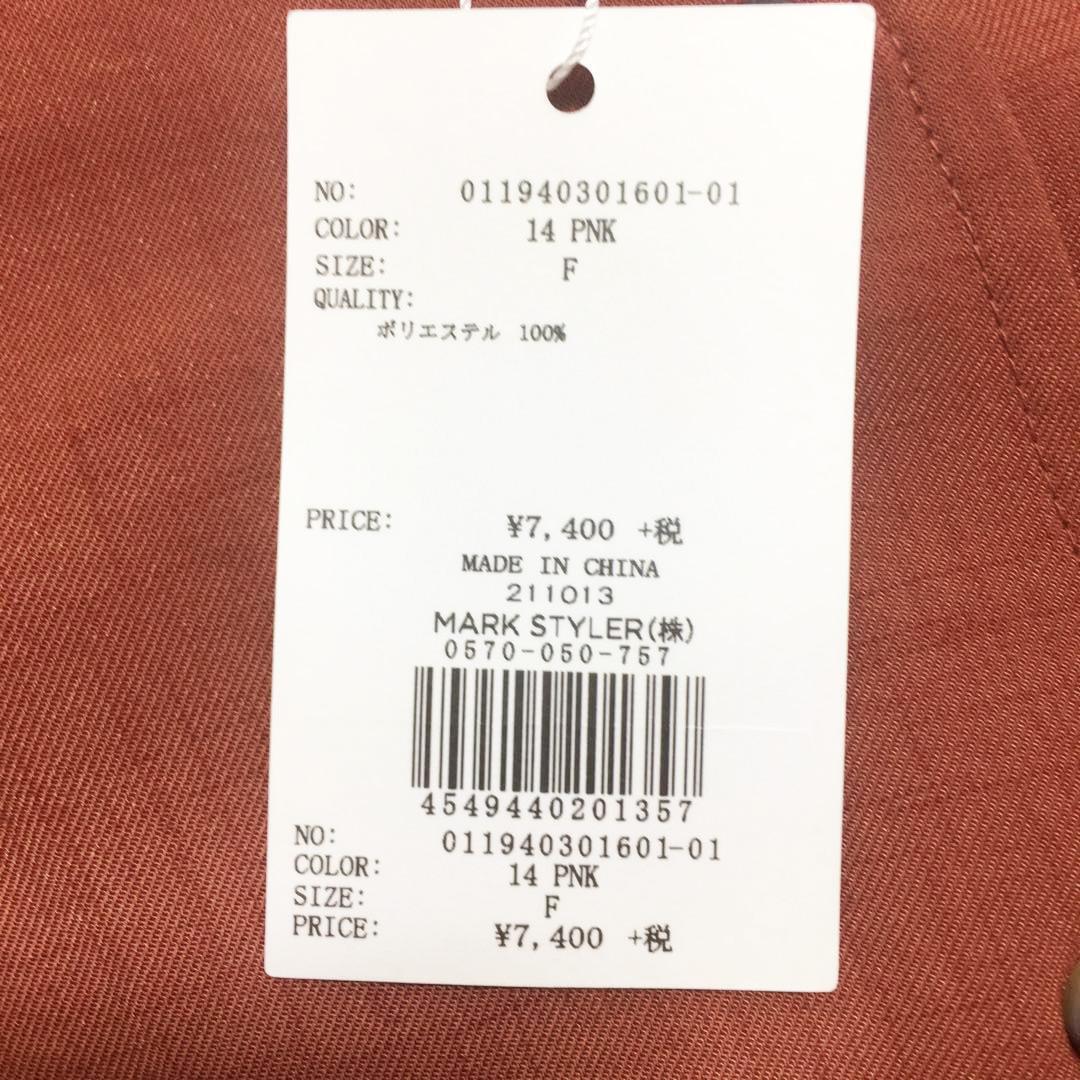 NO: 011940301601-01
COLOR: 14 PNK
SIZE: F
QUALITY:
ポリエステル 100%
PRICE: ¥7,400 +税
MADE IN CHINA
211013
MARK STYLER(株)
0570-050-757
4549440201357
NO: 011940301601-01
COLOR: 14 PNK
SIZE: F
PRICE: ¥7,400 +税